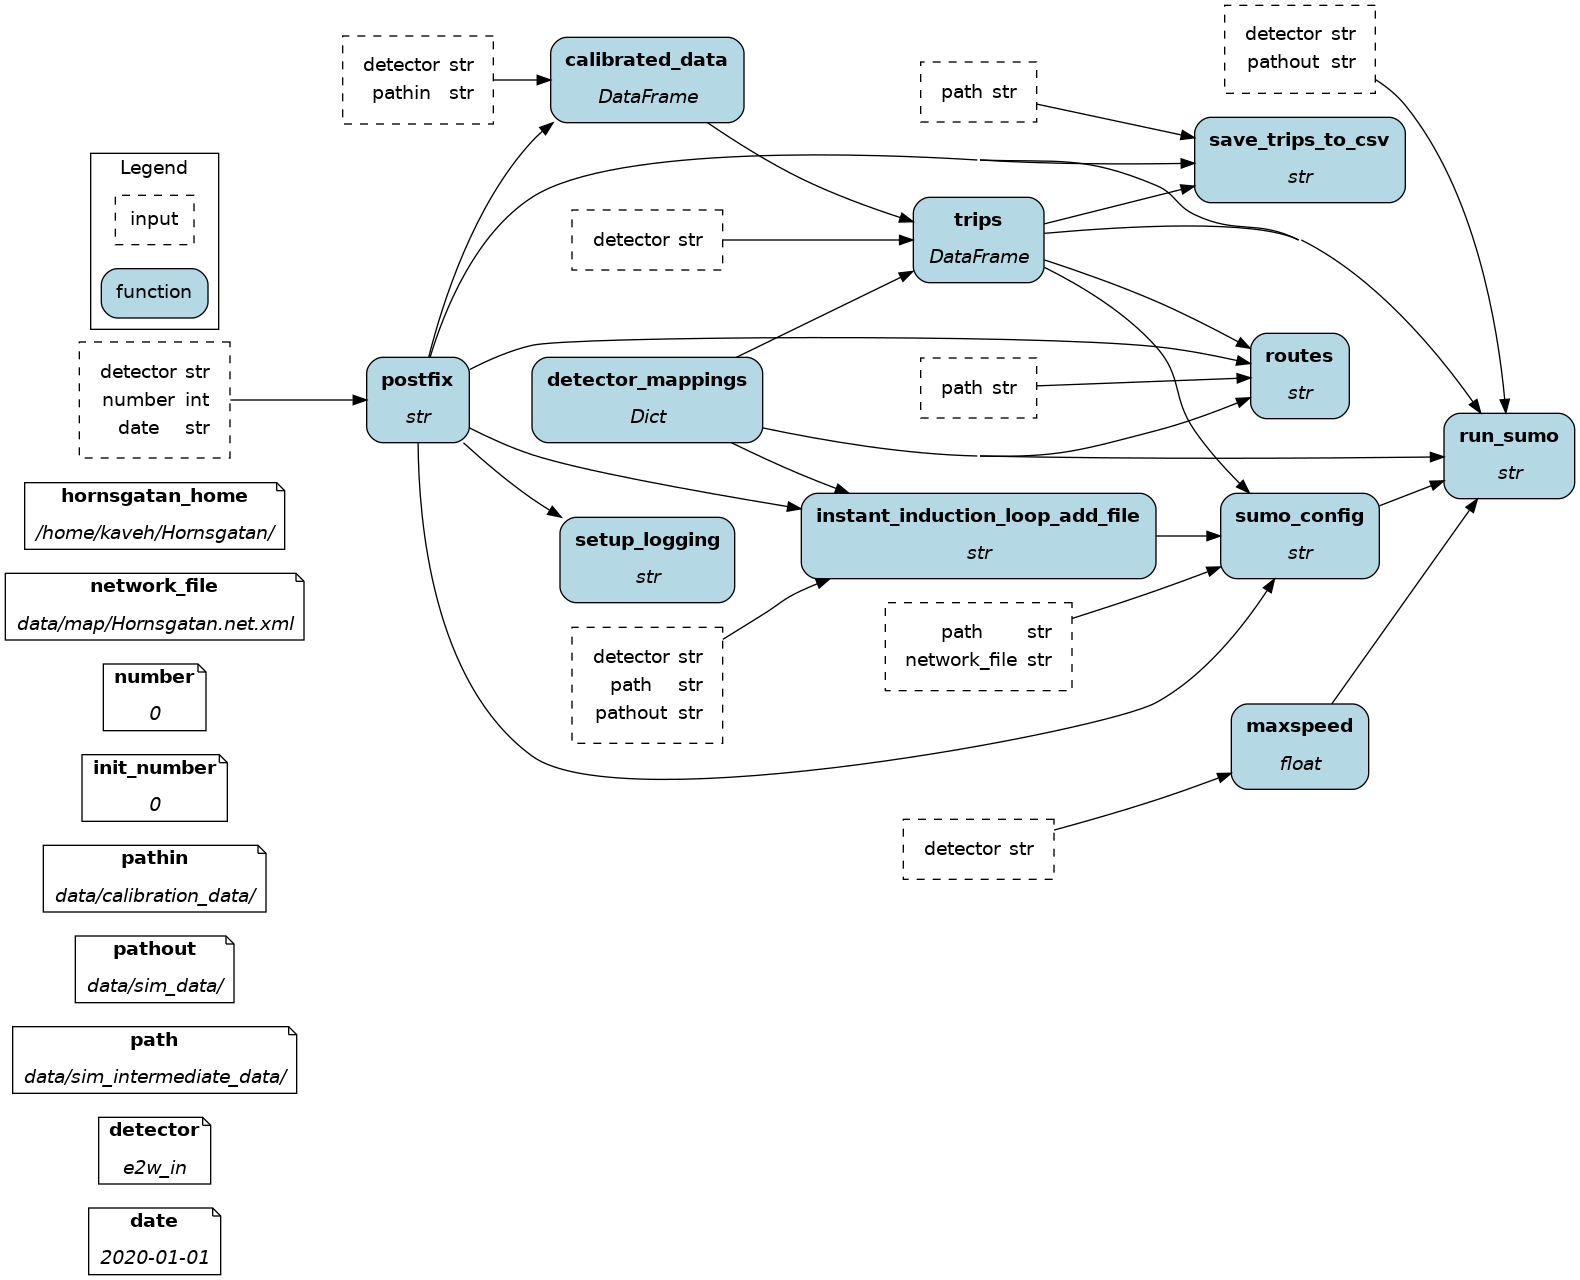 Legend
input
function
detector str
number int
date str
hornsgatan_home
/home/kaveh/Hornsgatan/
network_file
data/map/Hornsgatan.net.xml
number
0
init_number
0
pathin
data/calibration_data/
pathout
data/sim_data/
path
data/sim_intermediate_data/
detector
e2w_in
date
2020-01-01
detector str
pathin str
postfix
str
calibrated_data
DataFrame
detector str
detector_mappings
Dict
setup_logging
str
detector str
path str
pathout str
path str
trips
DataFrame
path str
instant_induction_loop_add_file
str
path str
network_file str
detector str
detector str
pathout str
save_trips_to_csv
str
routes
str
sumo_config
str
maxspeed
float
run_sumo
str